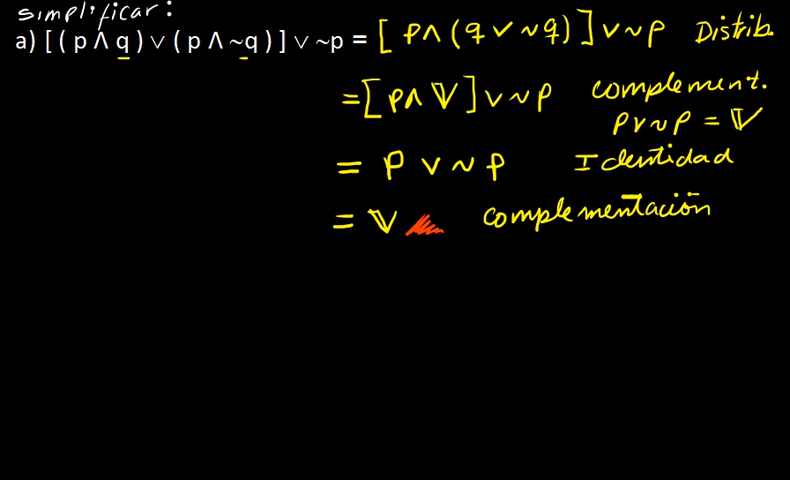 simplificar:
a) [ ( p ∧ q ) ∨ ( p ∧ ~q ) ] ∨ ~p = [ p ∧ ( q ∨ ~q ) ] ∨ ~p Distrib.
= [ p ∧ V ] ∨ ~p complement.
p ∨ ~p = V
= p ∨ ~p Identidad
= V complementación